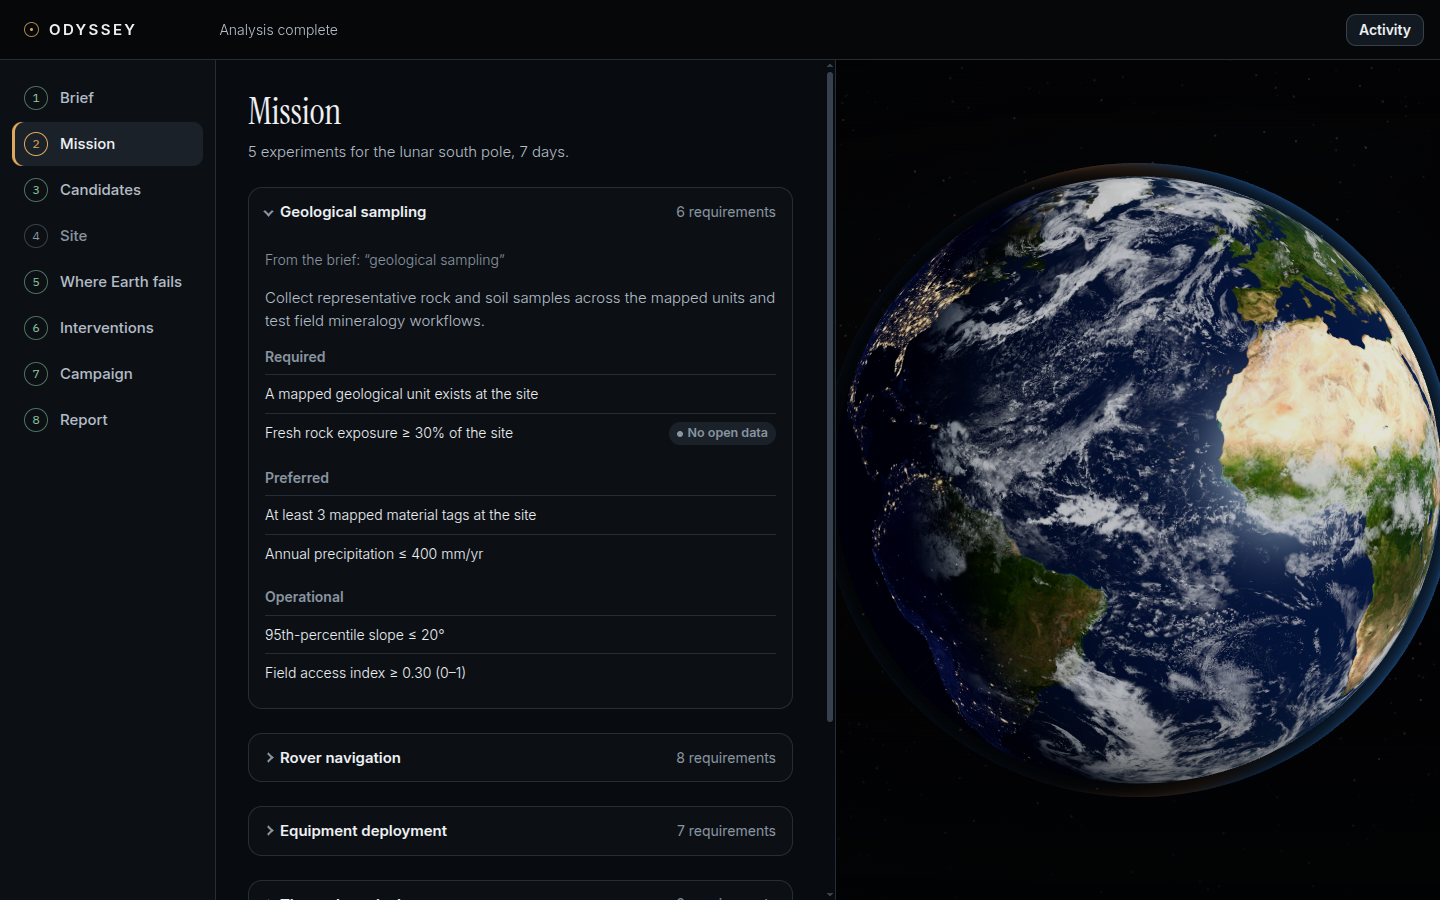 ODYSSEY
Analysis complete
Activity
1 Brief
2 Mission
3 Candidates
4 Site
5 Where Earth fails
6 Interventions
7 Campaign
8 Report
Mission
5 experiments for the lunar south pole, 7 days.
Geological sampling 6 requirements
From the brief: “geological sampling”
Collect representative rock and soil samples across the mapped units and
test field mineralogy workflows.
Required
A mapped geological unit exists at the site
Fresh rock exposure ≥ 30% of the site No open data
Preferred
At least 3 mapped material tags at the site
Annual precipitation ≤ 400 mm/yr
Operational
95th-percentile slope ≤ 20°
Field access index ≥ 0.30 (0–1)
Rover navigation 8 requirements
Equipment deployment 7 requirements